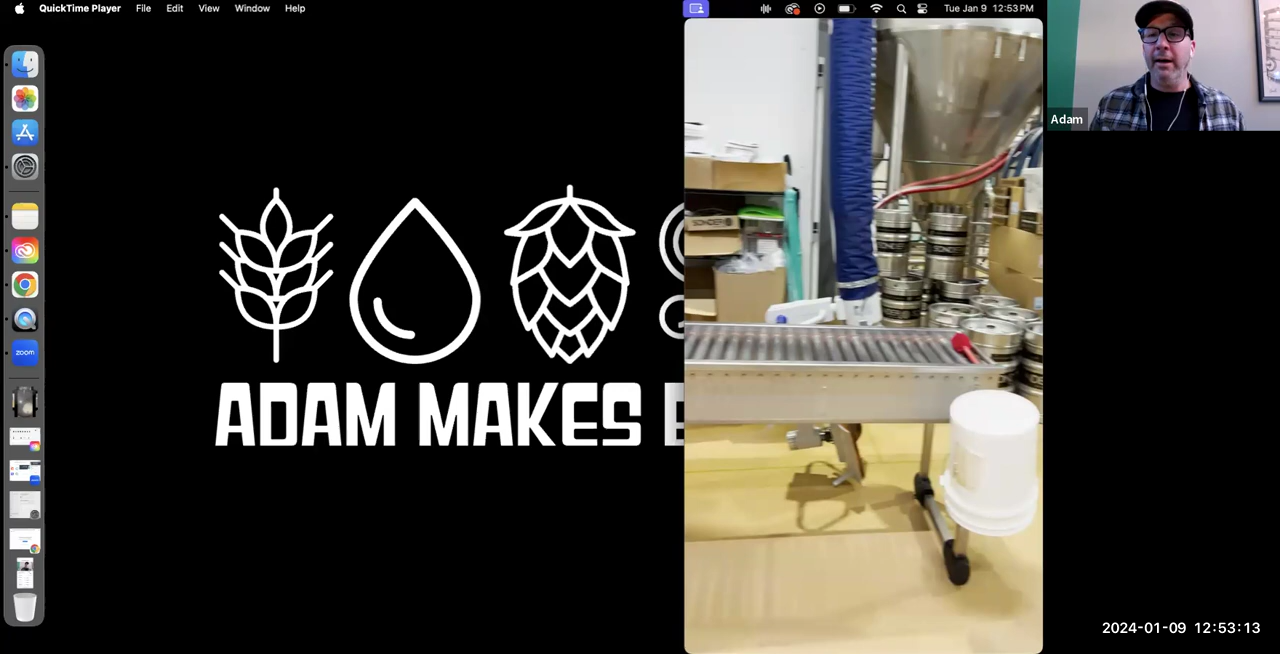 QuickTime Player File Edit View Window Help
Tue Jan 9 12:53 PM
Adam
zoom
ADAM MAKES
2024-01-09 12:53:13